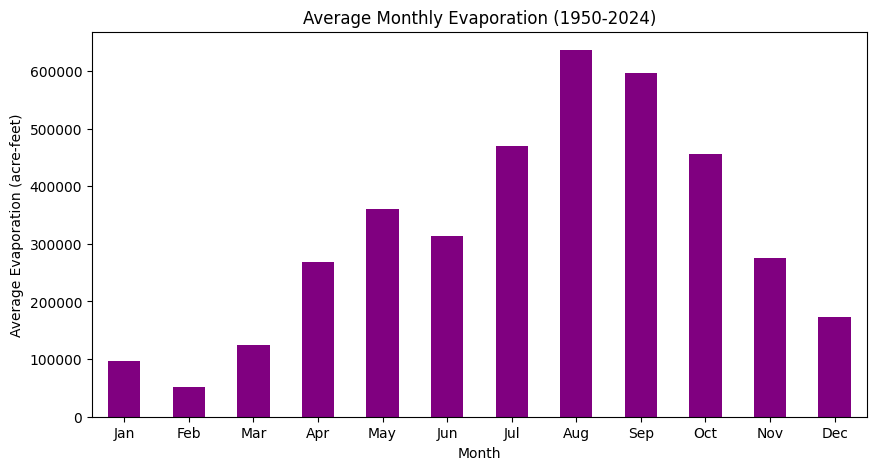 Average Monthly Evaporation (1950-2024)
Average Evaporation (acre-feet)
600000
500000
400000
300000
200000
100000
0
Jan Feb Mar Apr May Jun Jul Aug Sep Oct Nov Dec
Month